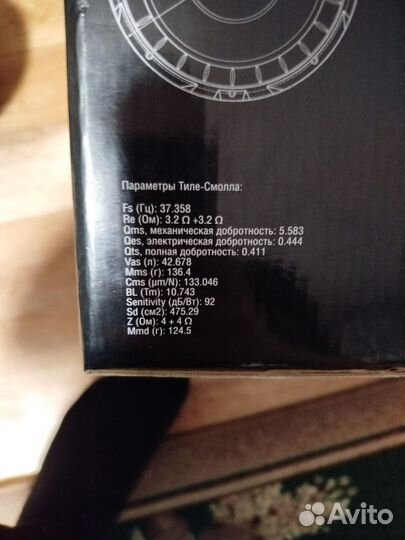 Параметры Тиле-Смолла:
Fs (Гц): 37.358
Re (Ом): 3.2 Ω +3.2 Ω
Qms, механическая добротность: 5.583
Qes, электрическая добротность: 0.444
Qts, полная добротность: 0.411
Vas (л): 42.678
Mms (г): 136.4
Cms (µm/N): 133.046
BL (Tm): 10.743
Senitivity (дБ/Вт): 92
Sd (см2): 475.29
Z (Ом): 4 + 4 Ω
Mmd (г): 124.5
Avito